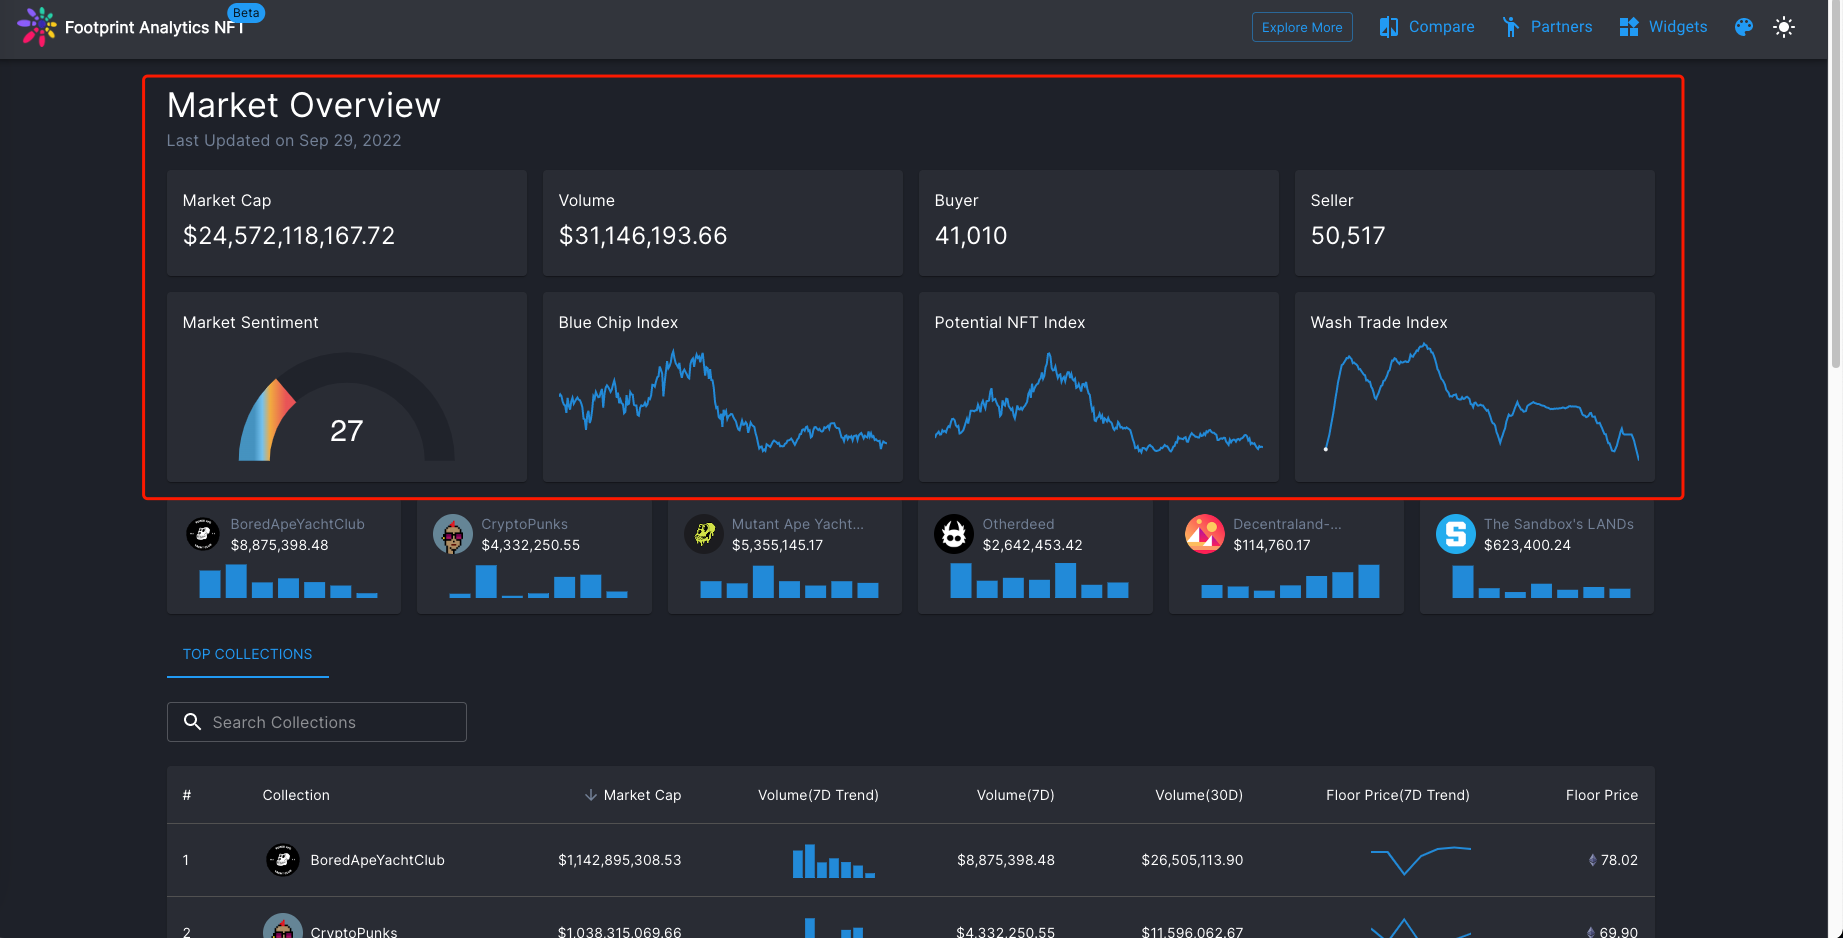 Footprint Analytics NFT
Beta
Explore More
Compare
Partners
Widgets
Market Overview
Last Updated on Sep 29, 2022
Market Cap
$24,572,118,167.72
Volume
$31,146,193.66
Buyer
41,010
Seller
50,517
Market Sentiment
27
Blue Chip Index
Potential NFT Index
Wash Trade Index
BoredApeYachtClub
$8,875,398.48
CryptoPunks
$4,332,250.55
Mutant Ape Yacht...
$5,355,145.17
Otherdeed
$2,642,453.42
Decentraland-...
$114,760.17
The Sandbox's LANDs
$623,400.24
TOP COLLECTIONS
Search Collections
# Collection Market Cap Volume(7D Trend) Volume(7D) Volume(30D) Floor Price(7D Trend) Floor Price
1 BoredApeYachtClub $1,142,895,308.53 $8,875,398.48 $26,505,113.90 78.02
2 CryptoPunks $1,038,315,069.66 $4,332,250.55 $11,596,062.67 69.90